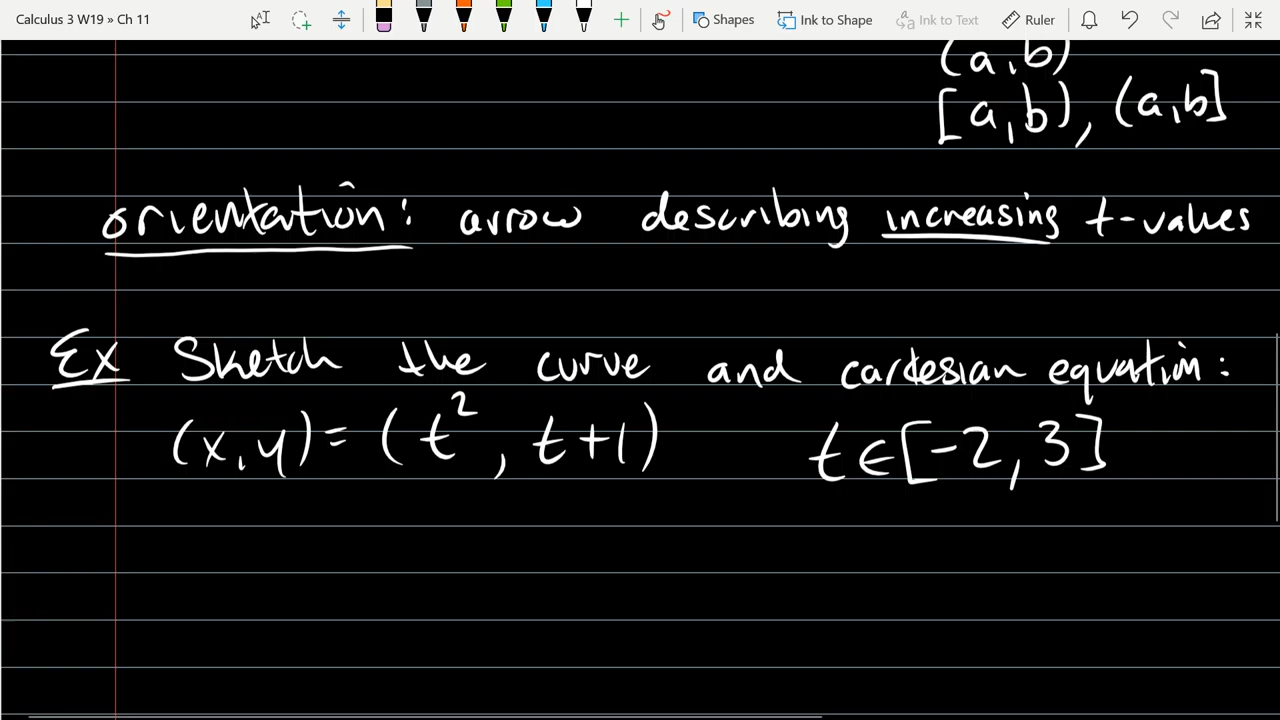 Calculus 3 W19 » Ch 11
Shapes
Ink to Shape
Ink to Text
Ruler
(a,b)
[a,b), (a,b]
orientation: arrow describing increasing t-values
Ex Sketch the curve and cartesian equation:
(x,y)=(t², t+1) t∈[-2,3]